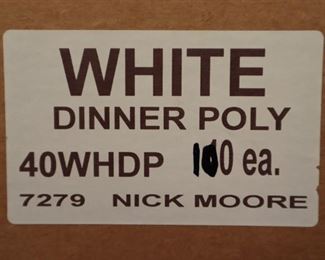 WHITE
DINNER POLY
40WHDP 100 ea.
7279 NICK MOORE